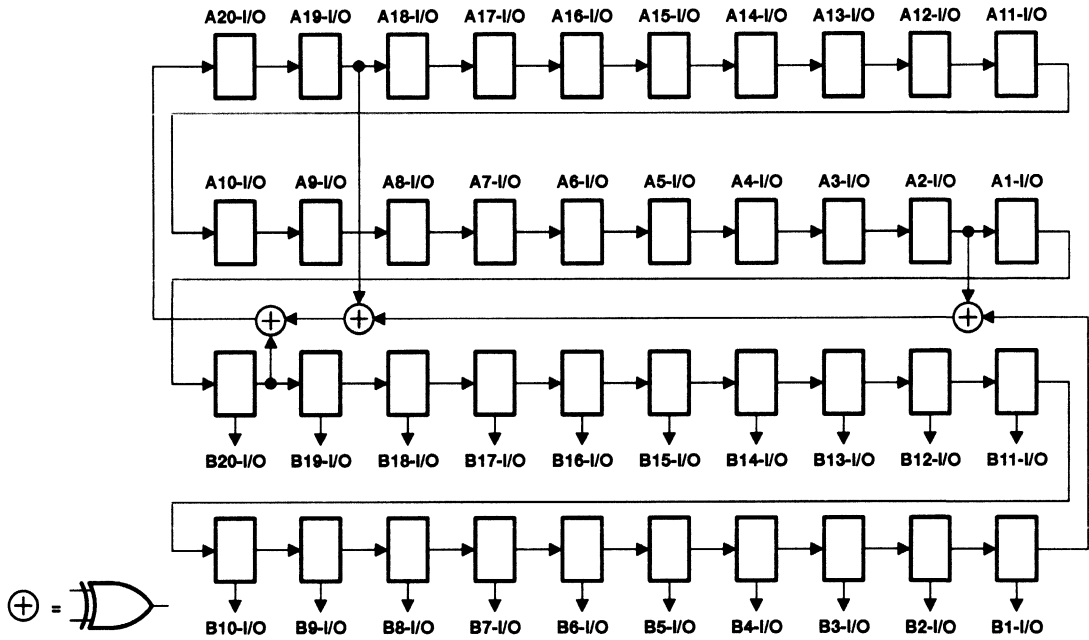 A20-I/O A19-I/O A18-I/O A17-I/O A16-I/O A15-I/O A14-I/O A13-I/O A12-I/O A11-I/O
A10-I/O A9-I/O A8-I/O A7-I/O A6-I/O A5-I/O A4-I/O A3-I/O A2-I/O A1-I/O
B20-I/O B19-I/O B18-I/O B17-I/O B16-I/O B15-I/O B14-I/O B13-I/O B12-I/O B11-I/O
=
B10-I/O B9-I/O B8-I/O B7-I/O B6-I/O B5-I/O B4-I/O B3-I/O B2-I/O B1-I/O